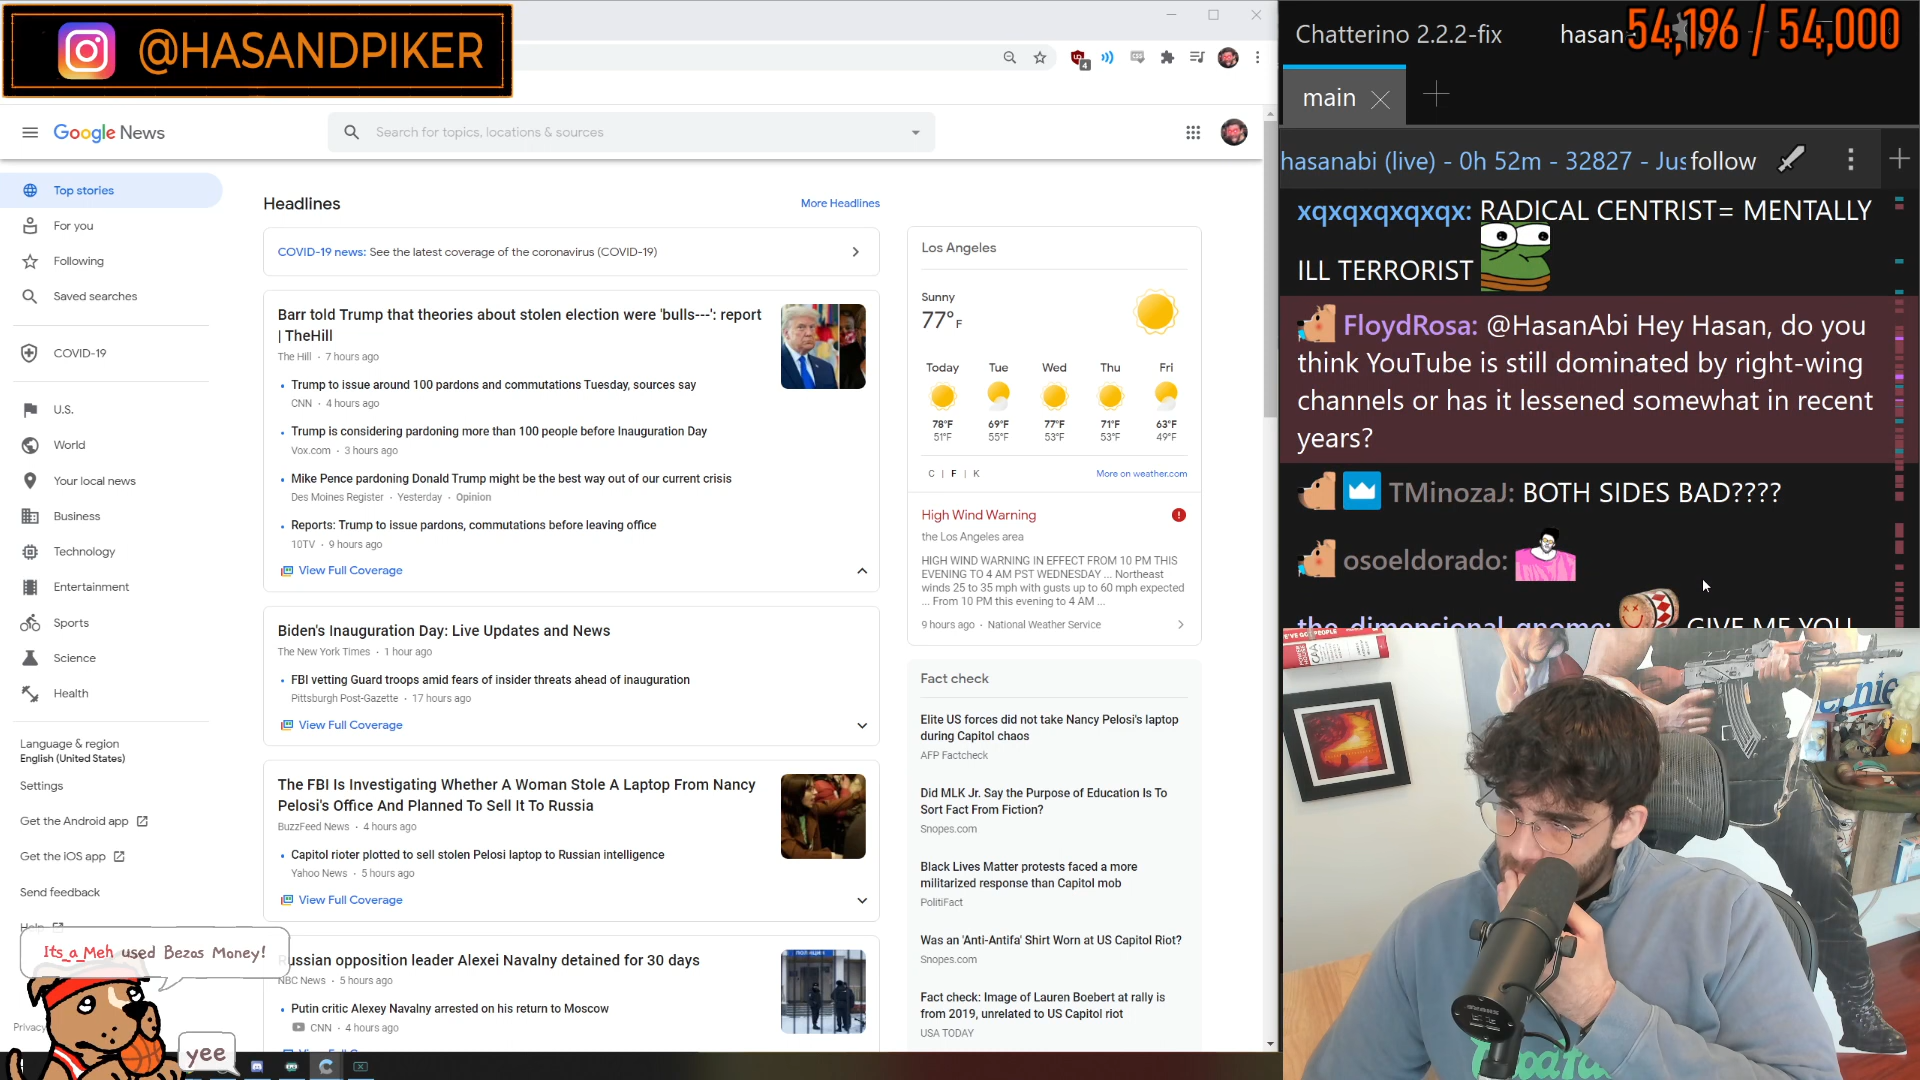 @HASANDPIKER
54,196 / 54,000
Chatterino 2.2.2-fix
hasan
main
Google News
Search for topics, locations & sources
hasanabi (live) - 0h 52m - 32827 - Jus
follow
Top stories
For you
Following
Saved searches
COVID-19
U.S.
World
Your local news
Business
Technology
Entertainment
Sports
Science
Health
Language & region
English (United States)
Settings
Get the Android app
Get the iOS app
Send feedback
Help
Privacy
Headlines
More Headlines
COVID-19 news: See the latest coverage of the coronavirus (COVID-19)
Barr told Trump that theories about stolen election were 'bulls---': report
| TheHill
The Hill · 7 hours ago
Trump to issue around 100 pardons and commutations Tuesday, sources say
CNN · 4 hours ago
Trump is considering pardoning more than 100 people before Inauguration Day
Vox.com · 3 hours ago
Mike Pence pardoning Donald Trump might be the best way out of our current crisis
Des Moines Register · Yesterday · Opinion
Reports: Trump to issue pardons, commutations before leaving office
10TV · 9 hours ago
View Full Coverage
Biden's Inauguration Day: Live Updates and News
The New York Times · 1 hour ago
FBI vetting Guard troops amid fears of insider threats ahead of inauguration
Pittsburgh Post-Gazette · 17 hours ago
View Full Coverage
The FBI Is Investigating Whether A Woman Stole A Laptop From Nancy
Pelosi's Office And Planned To Sell It To Russia
BuzzFeed News · 4 hours ago
Capitol rioter plotted to sell stolen Pelosi laptop to Russian intelligence
Yahoo News · 5 hours ago
View Full Coverage
Russian opposition leader Alexei Navalny detained for 30 days
NBC News · 5 hours ago
Putin critic Alexey Navalny arrested on his return to Moscow
CNN · 4 hours ago
Los Angeles
Sunny
77° F
Today Tue Wed Thu Fri
78°F 69°F 77°F 71°F 63°F
51°F 55°F 53°F 53°F 49°F
C | F | K
More on weather.com
High Wind Warning
the Los Angeles area
HIGH WIND WARNING IN EFFECT FROM 10 PM THIS
EVENING TO 4 AM PST WEDNESDAY ... Northeast
winds 25 to 35 mph with gusts up to 60 mph expected
... From 10 PM this evening to 4 AM ...
9 hours ago · National Weather Service
Fact check
Elite US forces did not take Nancy Pelosi's laptop
during Capitol chaos
AFP Factcheck
Did MLK Jr. Say the Purpose of Education Is To
Sort Fact From Fiction?
Snopes.com
Black Lives Matter protests faced a more
militarized response than Capitol mob
PolitiFact
Was an 'Anti-Antifa' Shirt Worn at US Capitol Riot?
Snopes.com
Fact check: Image of Lauren Boebert at rally is
from 2019, unrelated to US Capitol riot
USA TODAY
Its_a_Meh used Bezos Money!
yee
xqxqxqxqxqx: RADICAL CENTRIST= MENTALLY
ILL TERRORIST
FloydRosa: @HasanAbi Hey Hasan, do you
think YouTube is still dominated by right-wing
channels or has it lessened somewhat in recent
years?
TMinozaJ: BOTH SIDES BAD????
osoeldorado:
the_dimensional_gnome: GIVE ME YOU